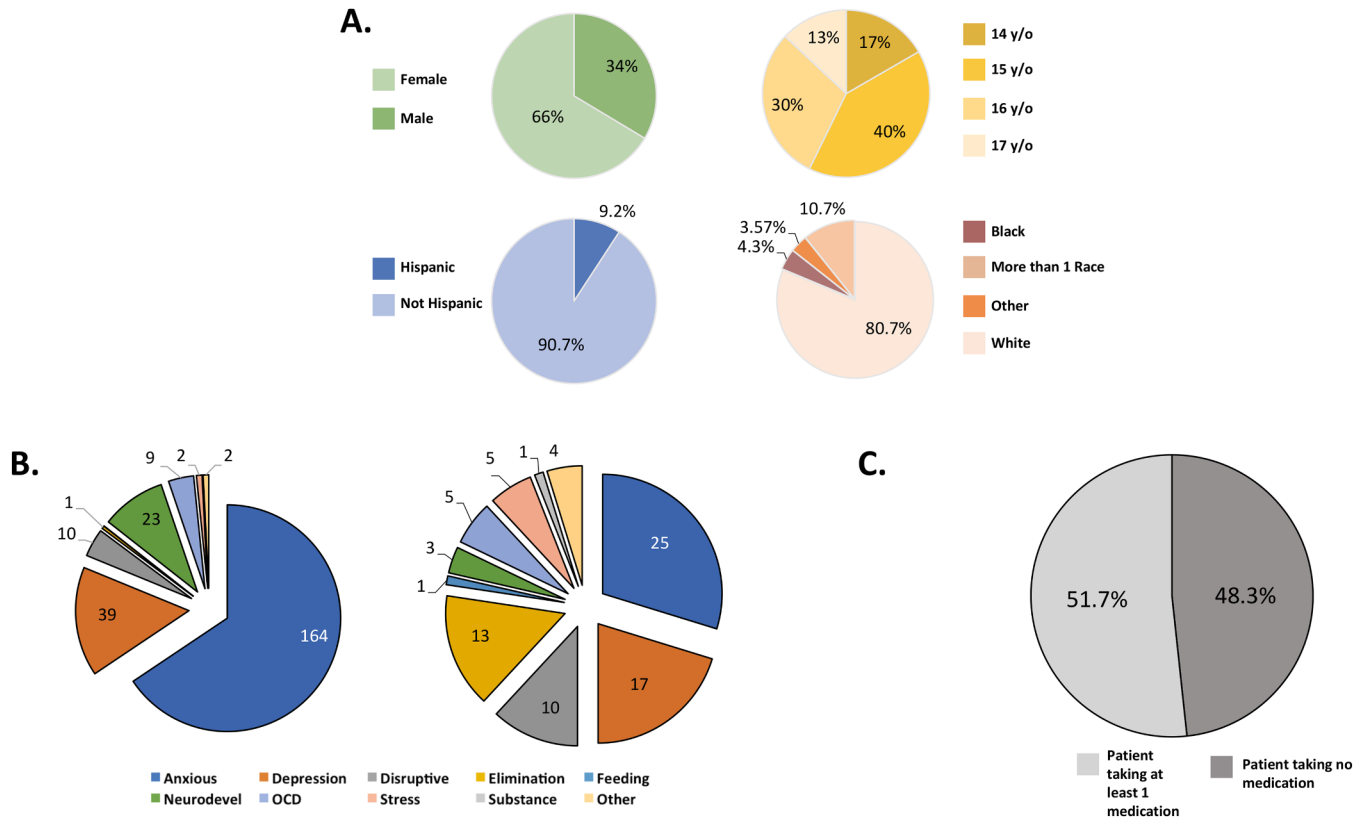 A.
Female
Male
34%
66%
13%
17%
30%
40%
14 y/o
15 y/o
16 y/o
17 y/o
Hispanic
Not Hispanic
9.2%
90.7%
10.7%
3.57%
4.3%
80.7%
Black
More than 1 Race
Other
White
B.
9
2
2
1
23
10
39
164
5
1
4
5
3
1
25
13
10
17
Anxious
Depression
Disruptive
Elimination
Feeding
Neurodevel
OCD
Stress
Substance
Other
C.
51.7%
48.3%
Patient
taking at
least 1
medication
Patient taking no
medication